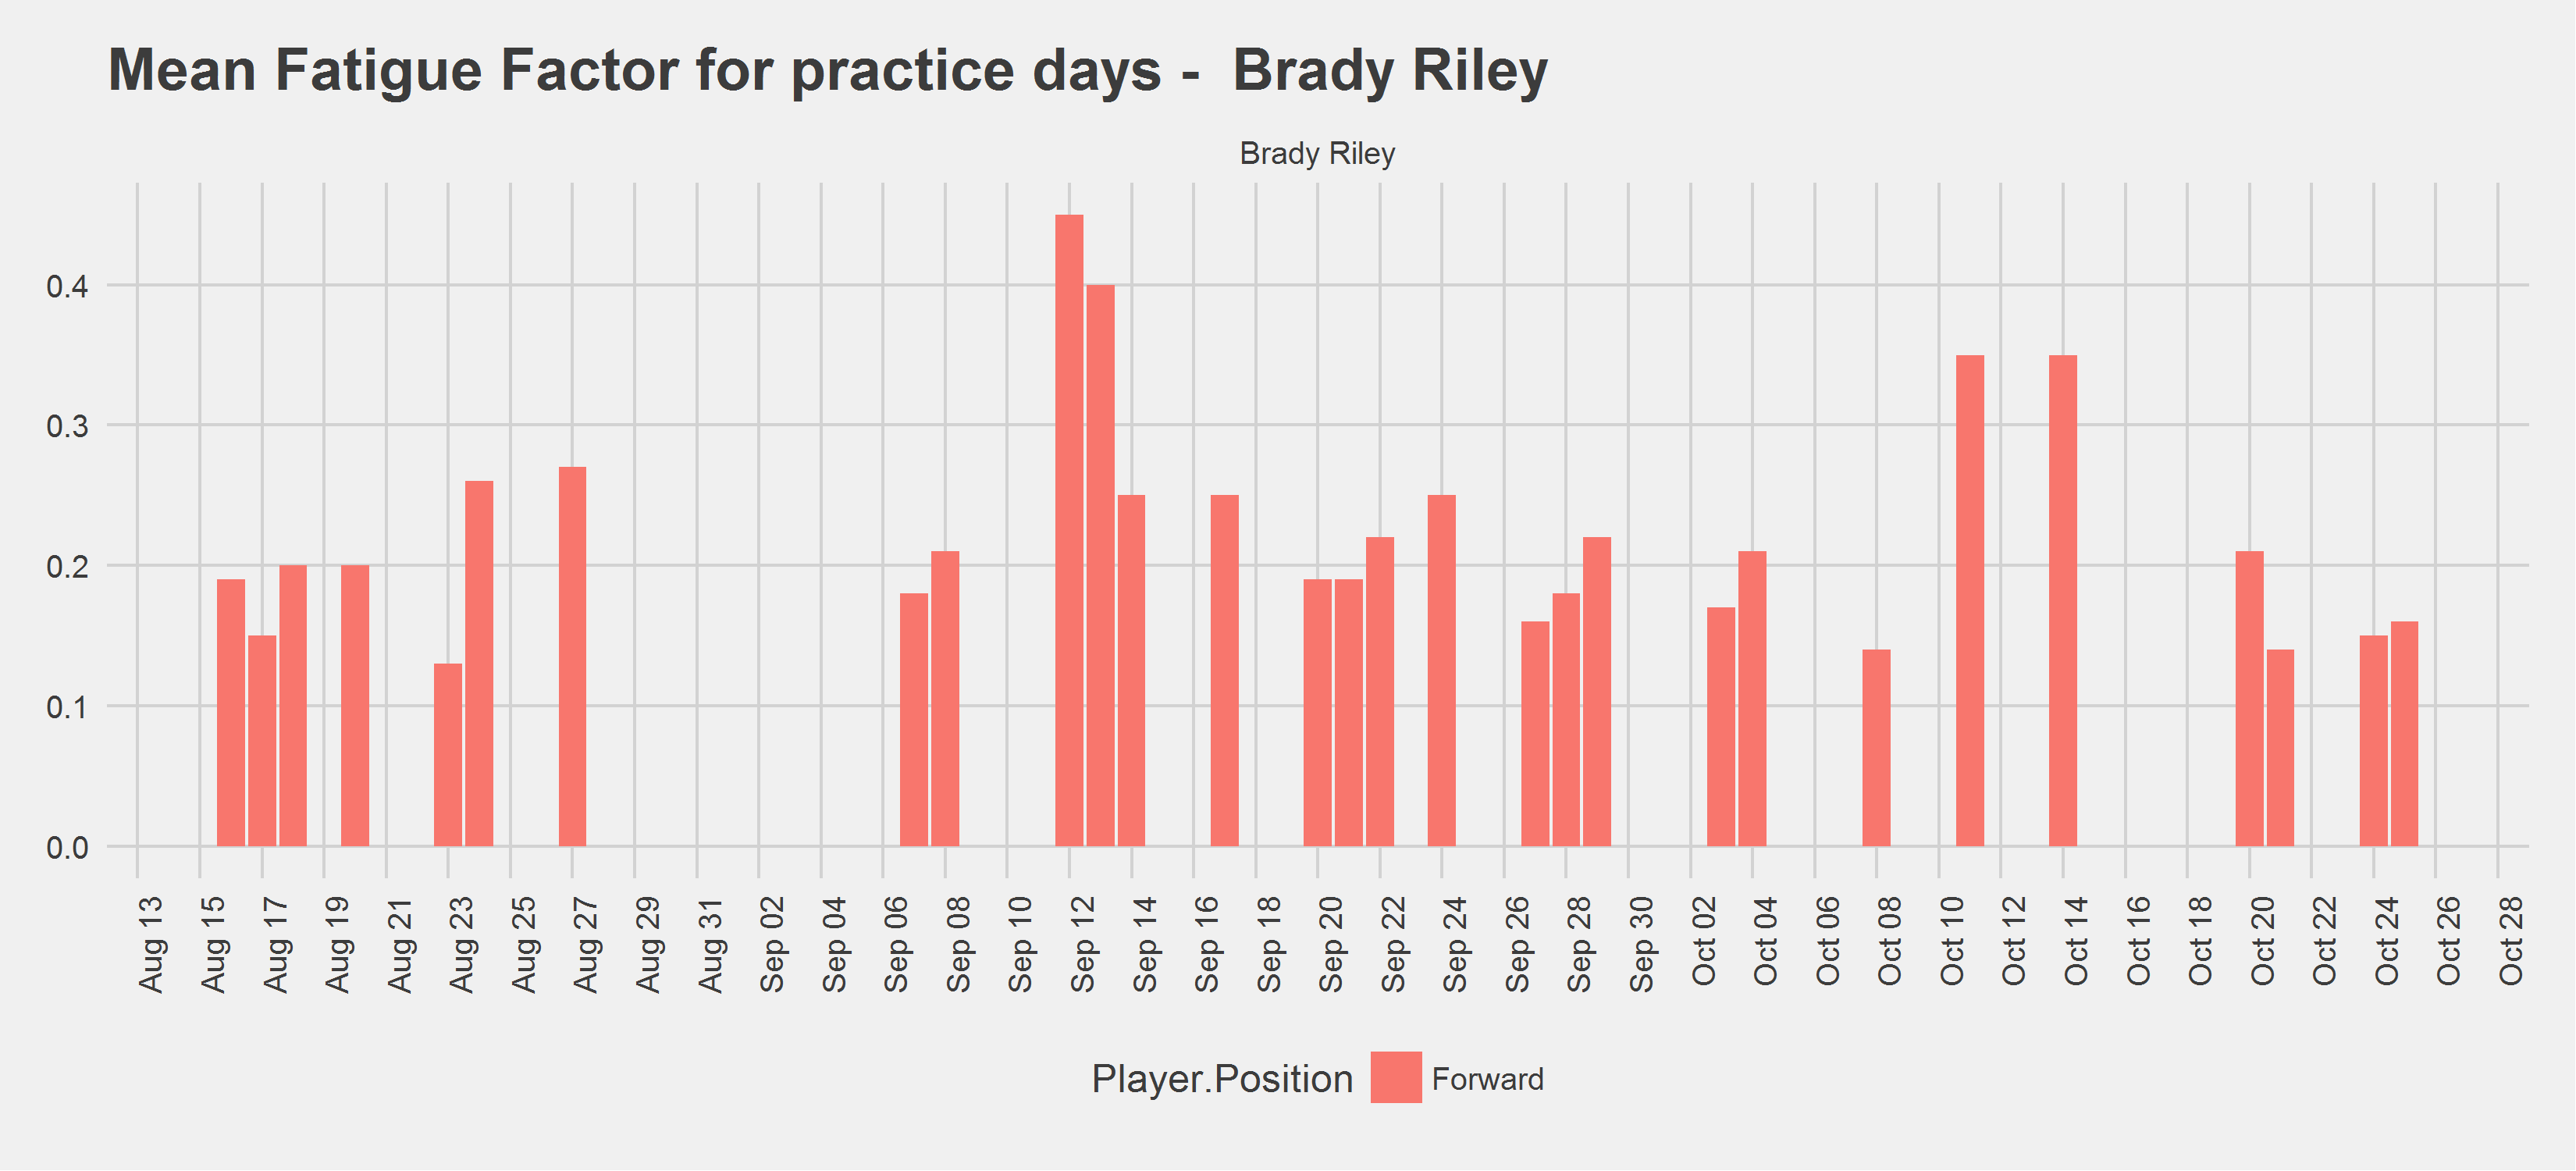 Mean Fatigue Factor for practice days -  Brady Riley
Brady Riley
0.4
0.3
0.2
0.1
0.0
Aug 13
Aug 15
Aug 17
Aug 19
Aug 21
Aug 23
Aug 25
Aug 27
Aug 29
Aug 31
Sep 02
Sep 04
Sep 06
Sep 08
Sep 10
Sep 12
Sep 14
Sep 16
Sep 18
Sep 20
Sep 22
Sep 24
Sep 26
Sep 28
Sep 30
Oct 02
Oct 04
Oct 06
Oct 08
Oct 10
Oct 12
Oct 14
Oct 16
Oct 18
Oct 20
Oct 22
Oct 24
Oct 26
Oct 28
Player.Position Forward